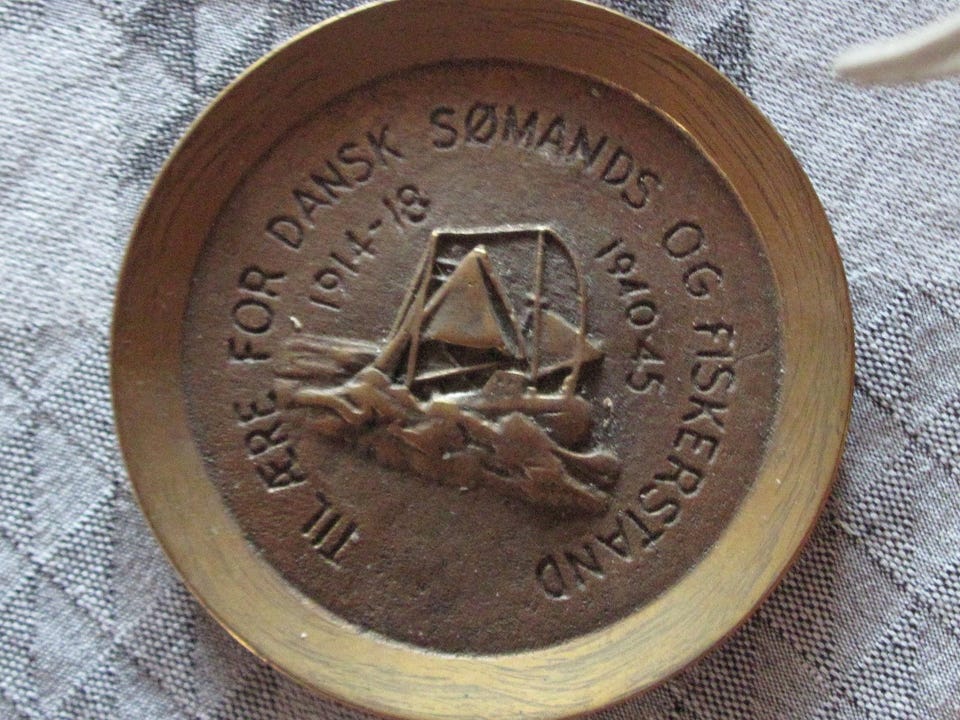 TIL ÆRE FOR DANSK SØMANDS OG FISKERSTAND
1914-18
1940-45